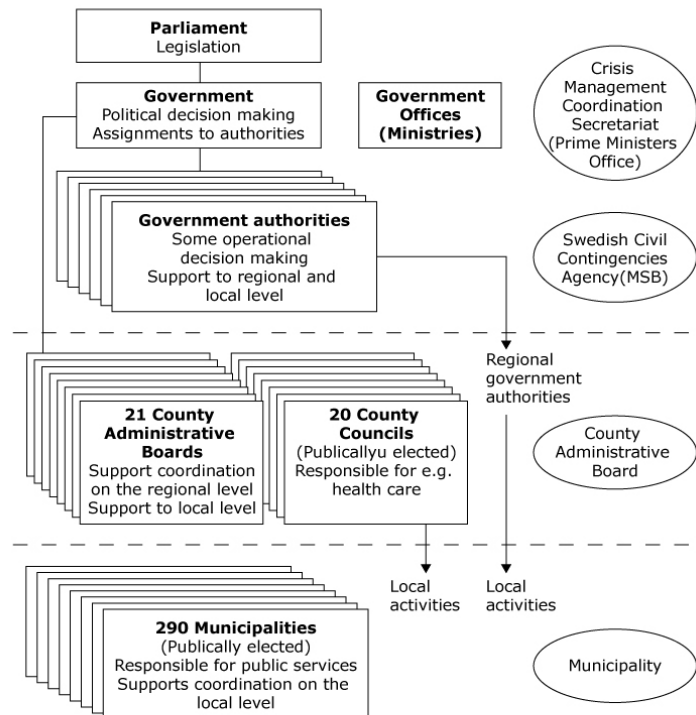 Parliament
Legislation
Government
Political decision making
Assignments to authorities
Government
Offices
(Ministries)
Crisis
Management
Coordination
Secretariat
(Prime Ministers
Office)
Government authorities
Some operational
decision making
Support to regional and
local level
Swedish Civil
Contingencies
Agency(MSB)
21 County
Administrative
Boards
Support coordination
on the regional level
Support to local level
20 County
Councils
(Publicallyu elected)
Responsible for e.g.
health care
Regional
government
authorities
County
Administrative
Board
Local
activities
Local
activities
290 Municipalities
(Publically elected)
Responsible for public services
Supports coordination on the
local level
Municipality